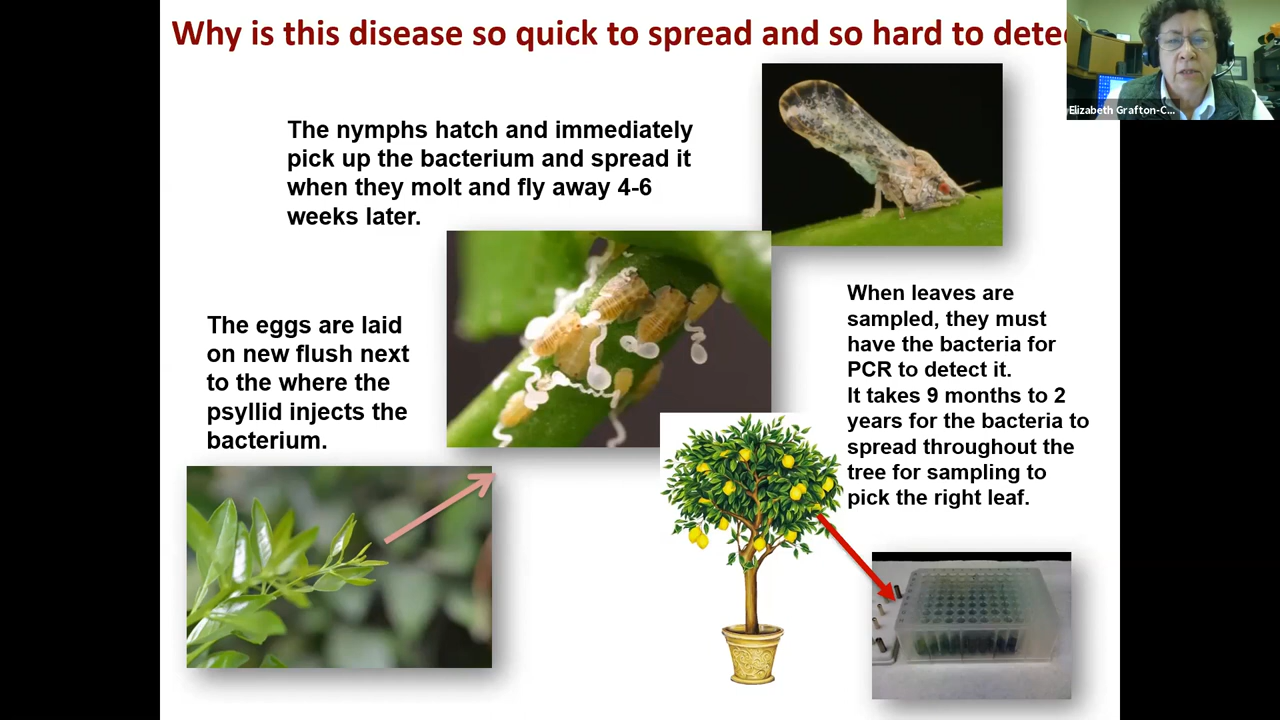 Why is this disease so quick to spread and so hard to dete
Elizabeth Grafton-C...
The nymphs hatch and immediately
pick up the bacterium and spread it
when they molt and fly away 4-6
weeks later.
The eggs are laid
on new flush next
to the where the
psyllid injects the
bacterium.
When leaves are
sampled, they must
have the bacteria for
PCR to detect it.
It takes 9 months to 2
years for the bacteria to
spread throughout the
tree for sampling to
pick the right leaf.